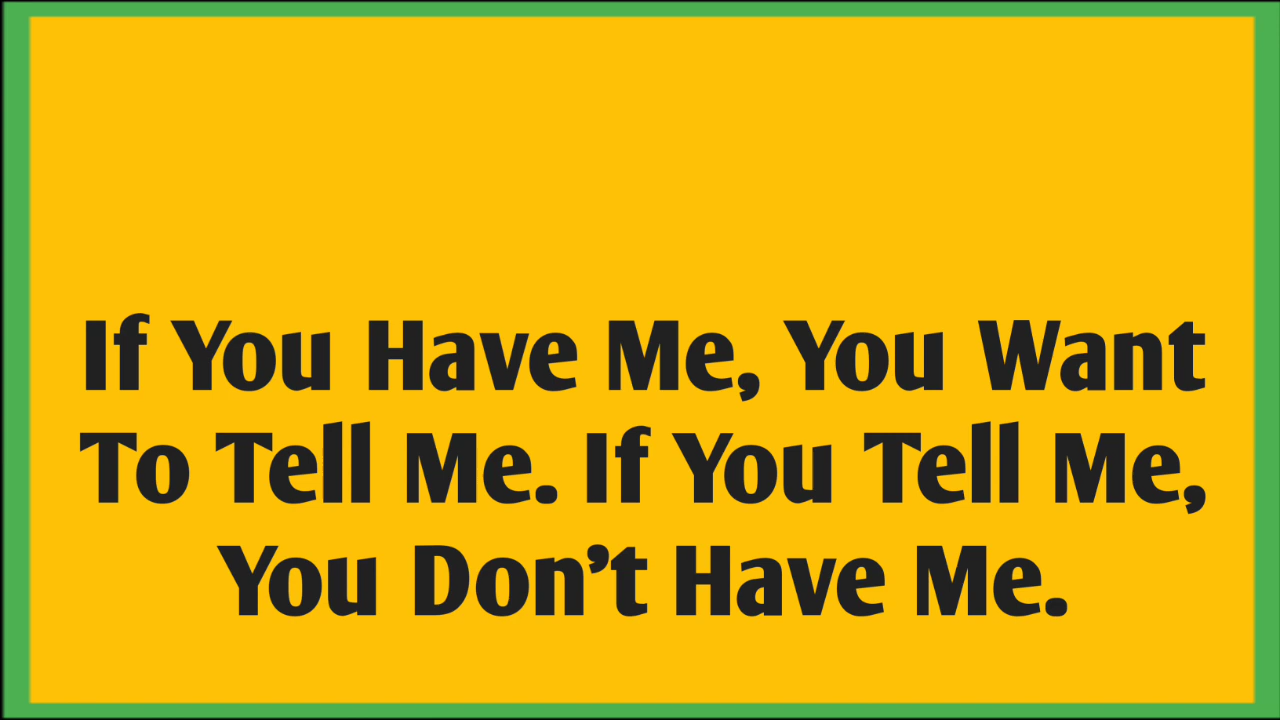 If You Have Me, You Want
To Tell Me. If You Tell Me,
You Don’t Have Me.